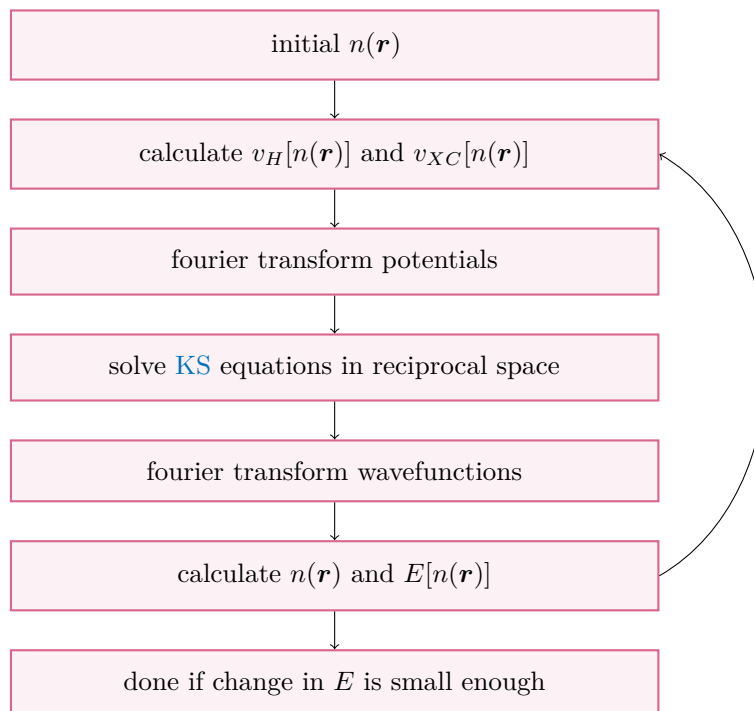 initial n(r)
calculate v_H[n(r)] and v_XC[n(r)]
fourier transform potentials
solve KS equations in reciprocal space
fourier transform wavefunctions
calculate n(r) and E[n(r)]
done if change in E is small enough